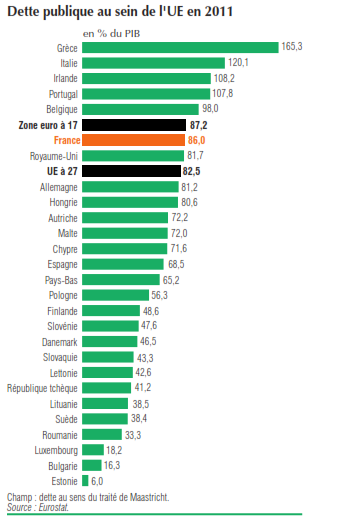 Dette publique au sein de l'UE en 2011
en % du PIB
Grèce 165,3
Italie 120,1
Irlande 108,2
Portugal 107,8
Belgique 98,0
Zone euro à 17 87,2
France 86,0
Royaume-Uni 81,7
UE à 27 82,5
Allemagne 81,2
Hongrie 80,6
Autriche 72,2
Malte 72,0
Chypre 71,6
Espagne 68,5
Pays-Bas 65,2
Pologne 56,3
Finlande 48,6
Slovénie 47,6
Danemark 46,5
Slovaquie 43,3
Lettonie 42,6
République tchèque 41,2
Lituanie 38,5
Suède 38,4
Roumanie 33,3
Luxembourg 18,2
Bulgarie 16,3
Estonie 6,0
Champ : dette au sens du traité de Maastricht.
Source : Eurostat.